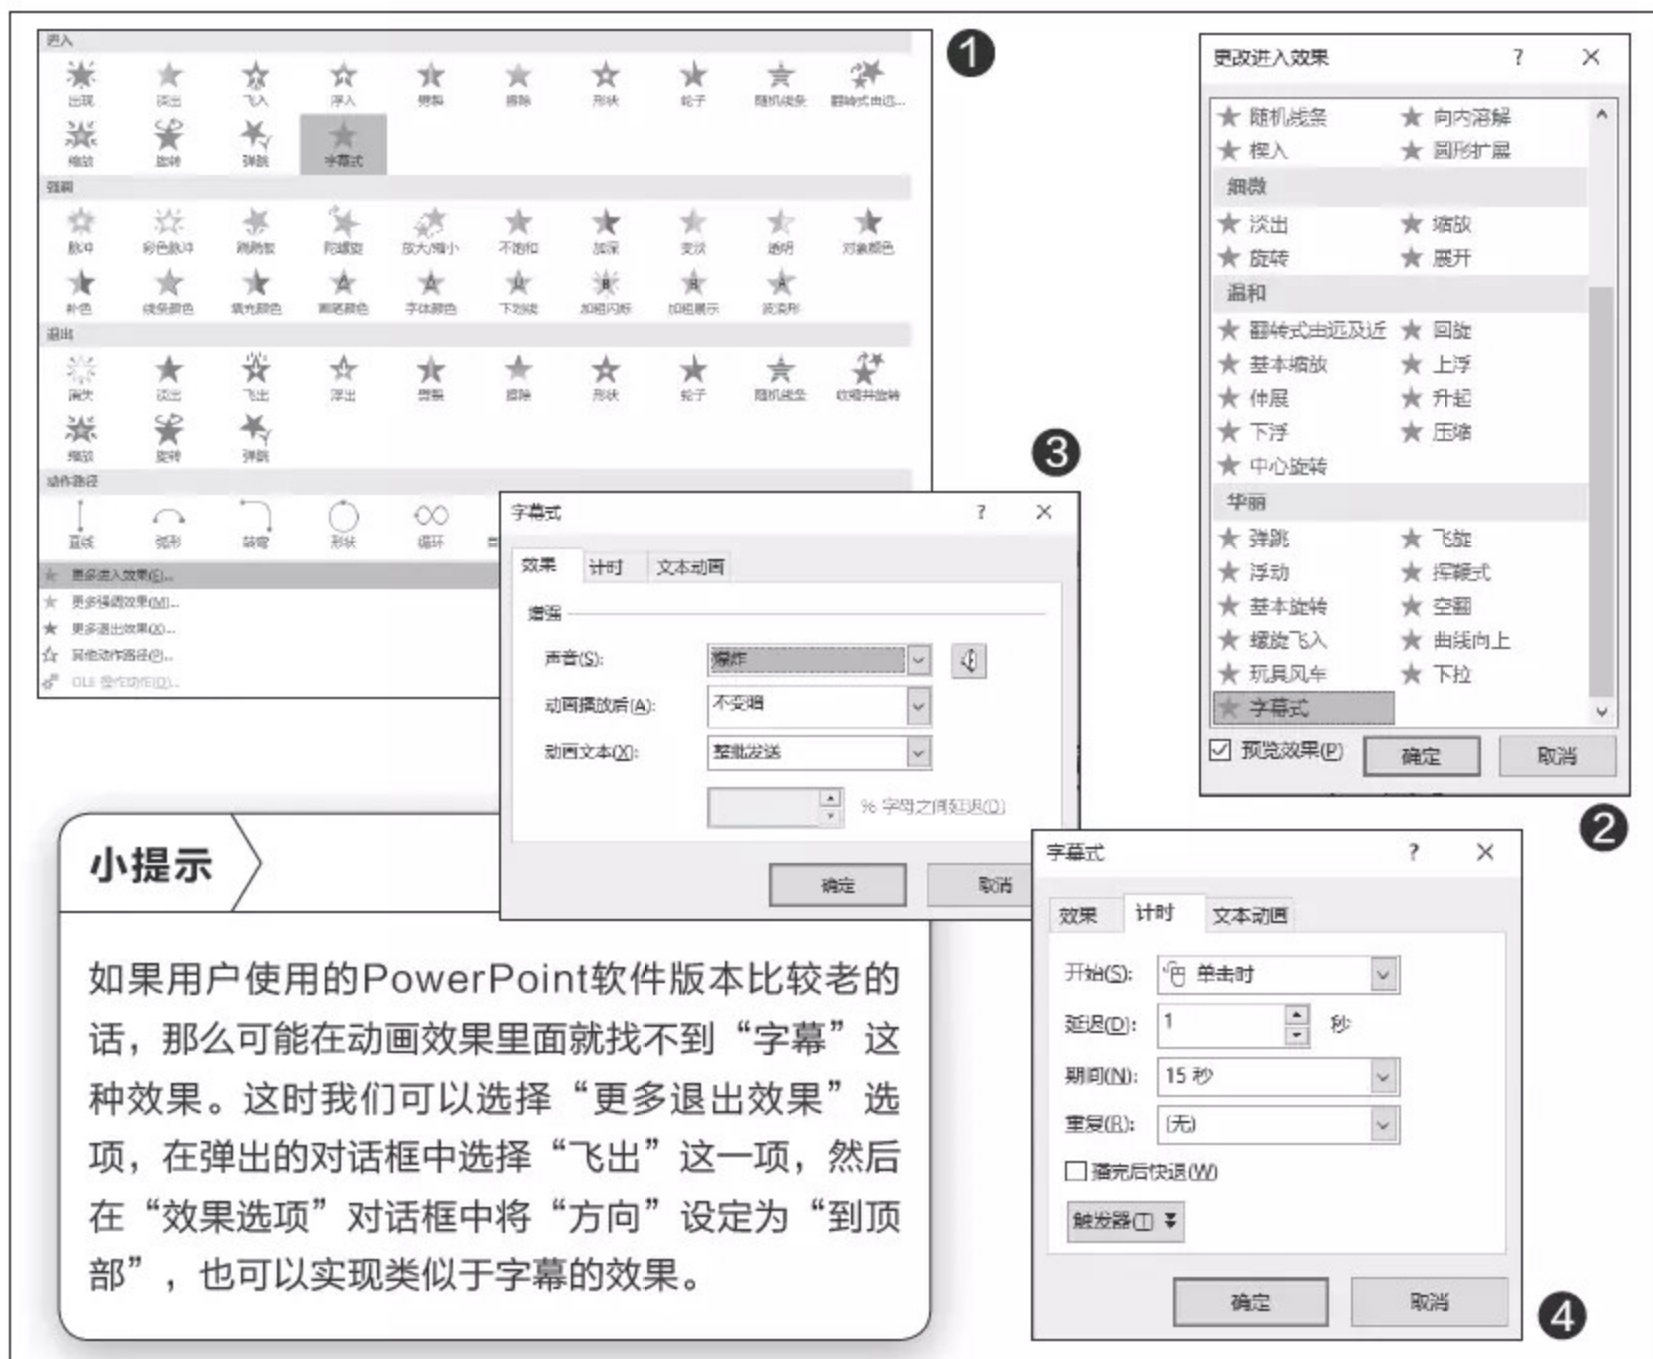 进入
出现 淡出 飞入 浮入 劈裂 擦除 形状 轮子 随机线条 翻转式由远...
缩放 旋转 弹跳 字幕式
强调
脉冲 彩色脉冲 跷跷板 陀螺旋 放大/缩小 不饱和 加深 变淡 透明 对象颜色
补色 线条颜色 填充颜色 画笔颜色 字体颜色 下划线 加粗闪烁 加粗展示 波浪形
退出
消失 淡出 飞出 浮出 劈裂 擦除 形状 轮子 随机线条 收缩并旋转
缩放 旋转 弹跳
动作路径
直线 弧形 转弯 形状 循环
更多进入效果(E)...
更多强调效果(M)...
更多退出效果(X)...
其他动作路径(P)...
OLE 操作动作(O)...
1
更改进入效果 ? ×
随机线条 向内溶解
楔入 圆形扩展
细微
淡出 缩放
旋转 展开
温和
翻转式由远及近 回旋
基本缩放 上浮
伸展 升起
下浮 压缩
中心旋转
华丽
弹跳 飞旋
浮动 挥鞭式
基本旋转 空翻
螺旋飞入 曲线向上
玩具风车 下拉
字幕式
预览效果(P) 确定 取消
2
3
字幕式 ? ×
效果 计时 文本动画
增强
声音(S): 爆炸
动画播放后(A): 不变暗
动画文本(X): 整批发送
% 字母之间延迟(D)
确定 取消
字幕式 ? ×
效果 计时 文本动画
开始(S): 单击时
延迟(D): 1 秒
期间(N): 15 秒
重复(R): (无)
播完后快退(W)
触发器(T)
确定 取消
4
小提示
如果用户使用的PowerPoint软件版本比较老的
话，那么可能在动画效果里面就找不到“字幕”这
种效果。这时我们可以选择“更多退出效果”选
项，在弹出的对话框中选择“飞出”这一项，然后
在“效果选项”对话框中将“方向”设定为“到顶
部”，也可以实现类似于字幕的效果。